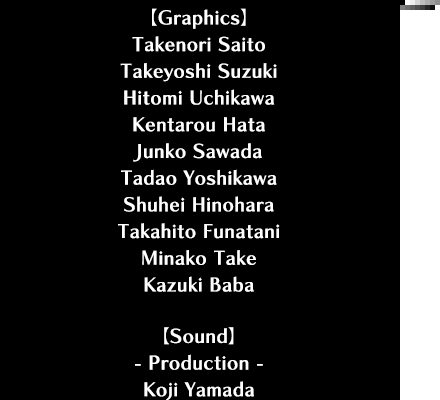 【Graphics】
Takenori Saito
Takeyoshi Suzuki
Hitomi Uchikawa
Kentarou Hata
Junko Sawada
Tadao Yoshikawa
Shuhei Hinohara
Takahito Funatani
Minako Take
Kazuki Baba
【Sound】
- Production -
Koji Yamada